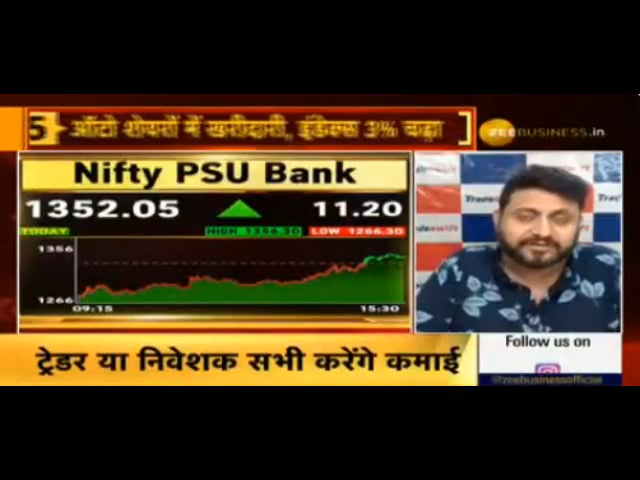 5 ऑटो शेयरों में खरीदारी, इंडेक्स 3% बढ़ा
ZEEBUSINESS.in
Nifty PSU Bank
1352.05 11.20
TODAY HIGH 1356.30 LOW 1266.30
1356
1266
09:15 15:30
Tradeswift
Follow us on
@zeebusinessofficial
ट्रेडर या निवेशक सभी करेंगे कमाई